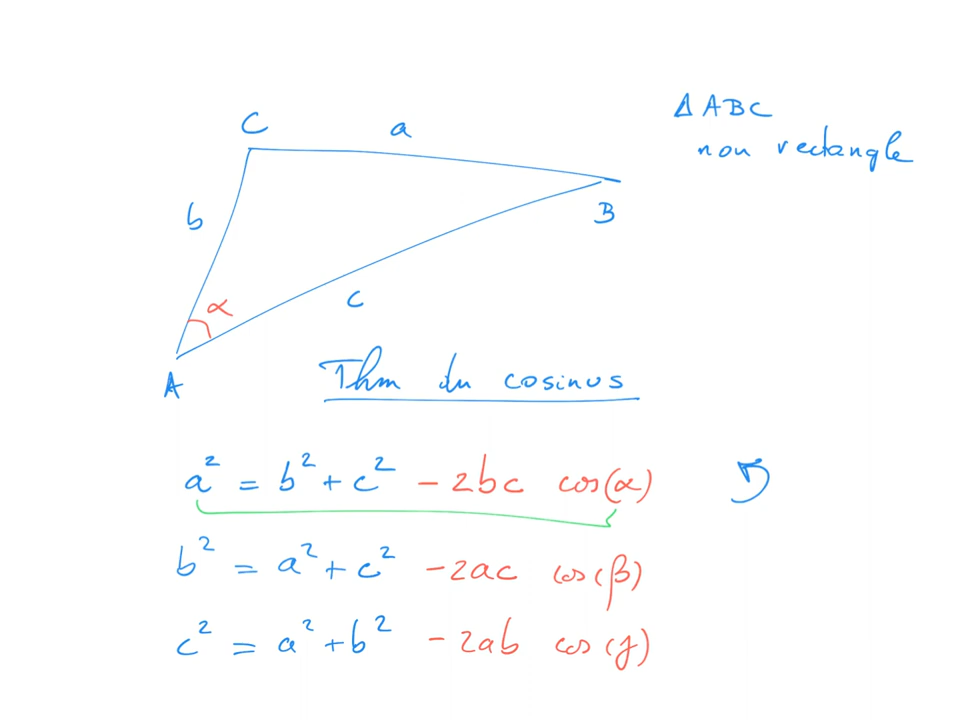 C
a
Δ ABC
non rectangle
b
B
α
c
A
Thm du cosinus
a² = b² + c² - 2bc cos(α)
b² = a² + c² - 2ac cos(β)
c² = a² + b² - 2ab cos(γ)